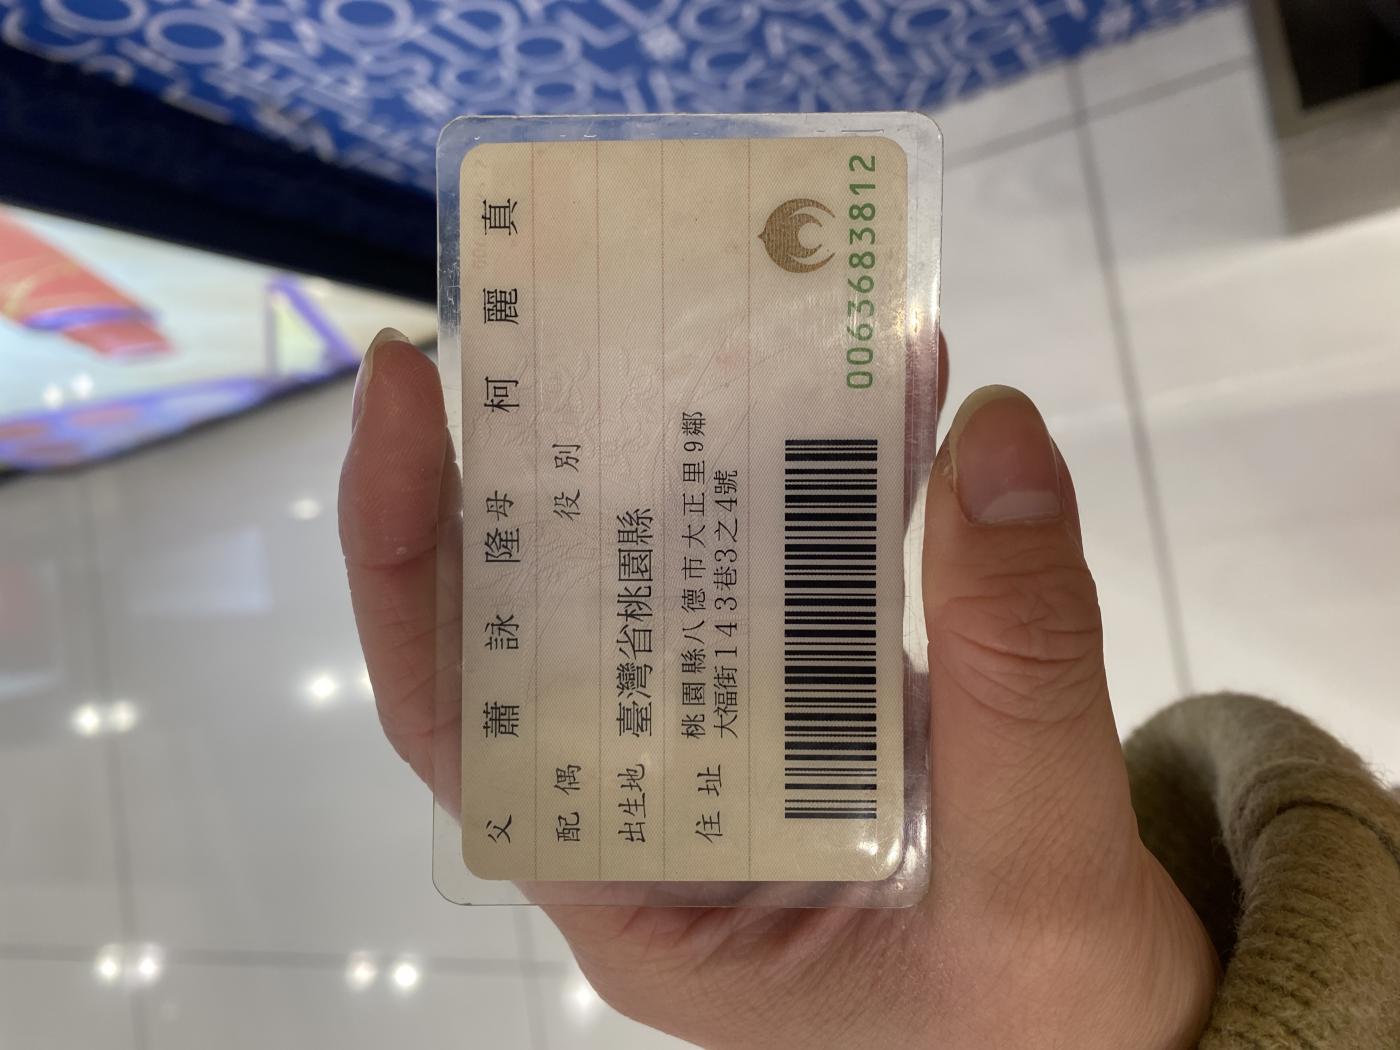 父 蕭詠隆 母 柯麗真
配偶 役別
出生地 臺灣省桃園縣
住址 桃園縣八德市大正里9鄰
大福街143巷3之4號
0063683812